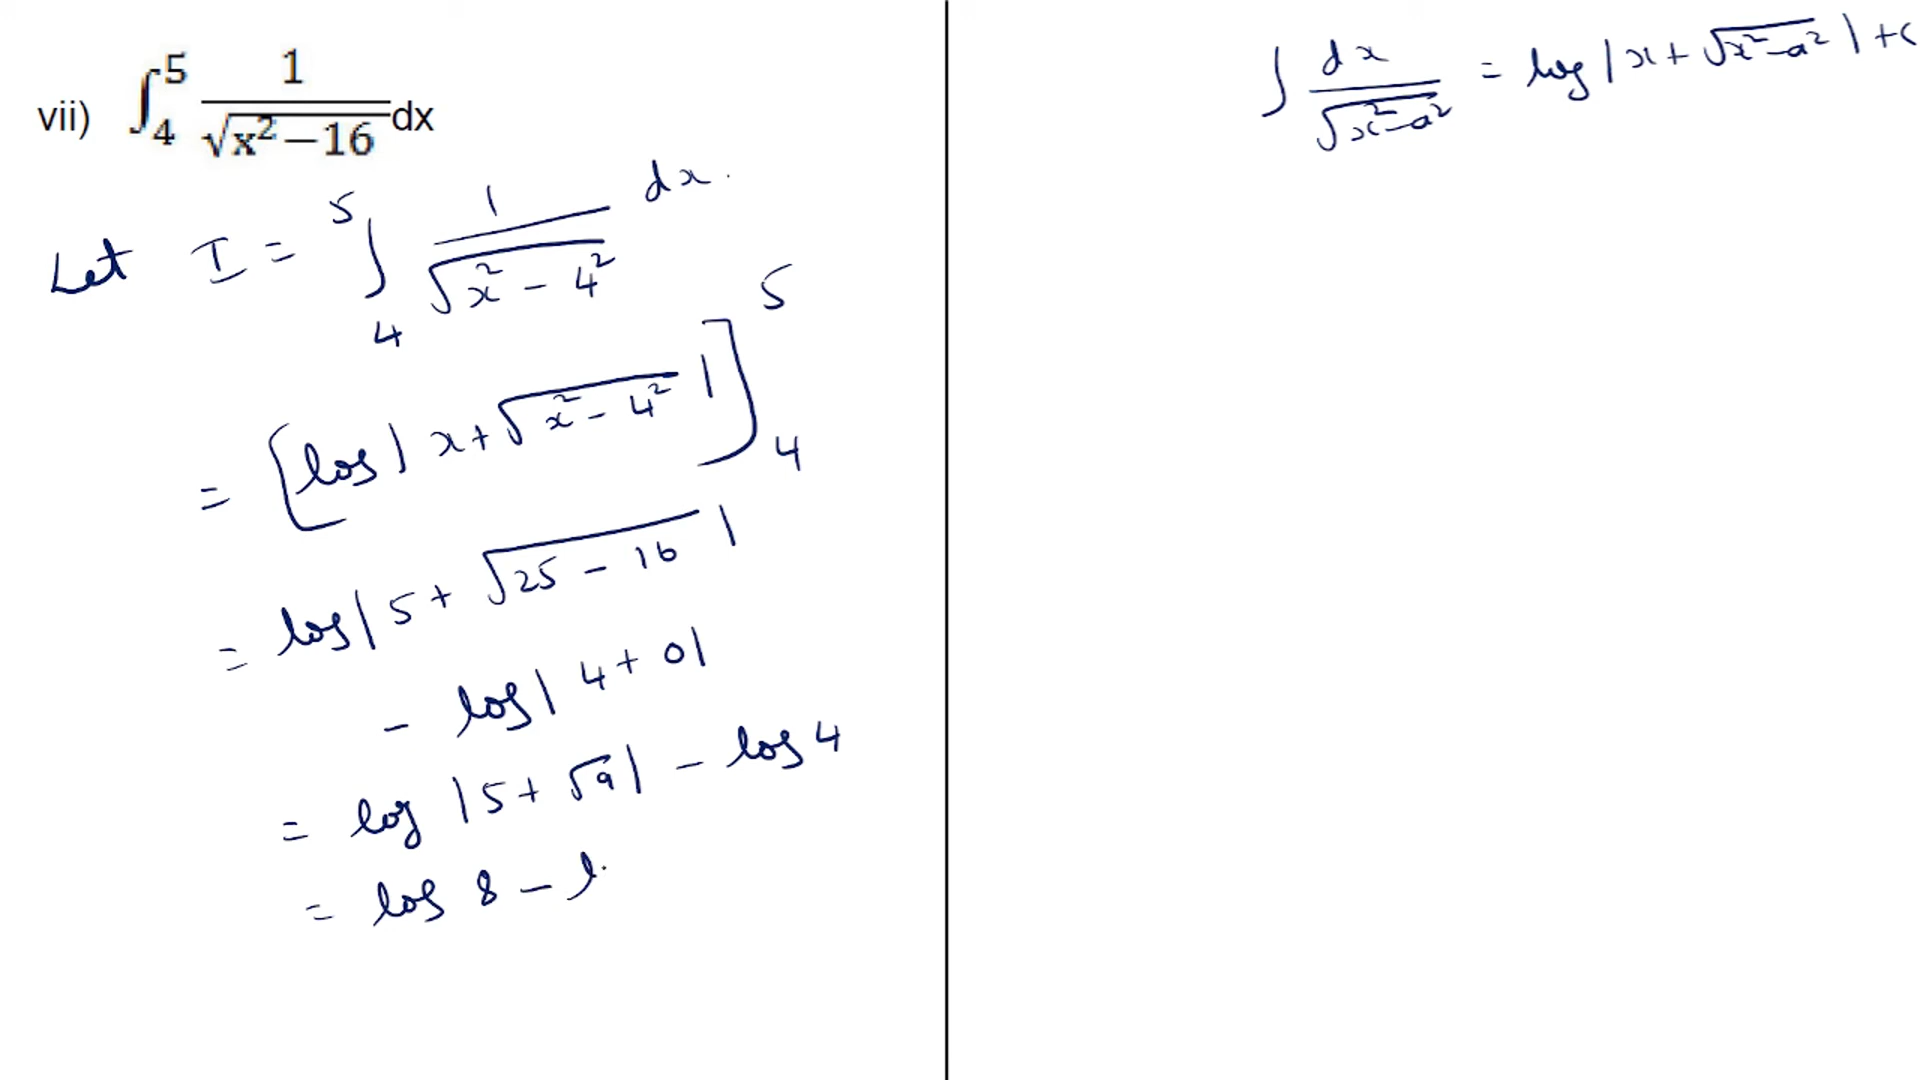 vii) ∫₄⁵ 1/√(x²−16) dx
Let I = ∫₄⁵ 1/√(x² − 4²) dx.
= [log | x + √(x² − 4²) |]₄⁵
= log | 5 + √(25 − 16) |
− log | 4 + 0 |
= log | 5 + √9 | − log 4
= log 8 − l
∫ dx/√(x²−a²) = log | x + √(x²−a²) | + c